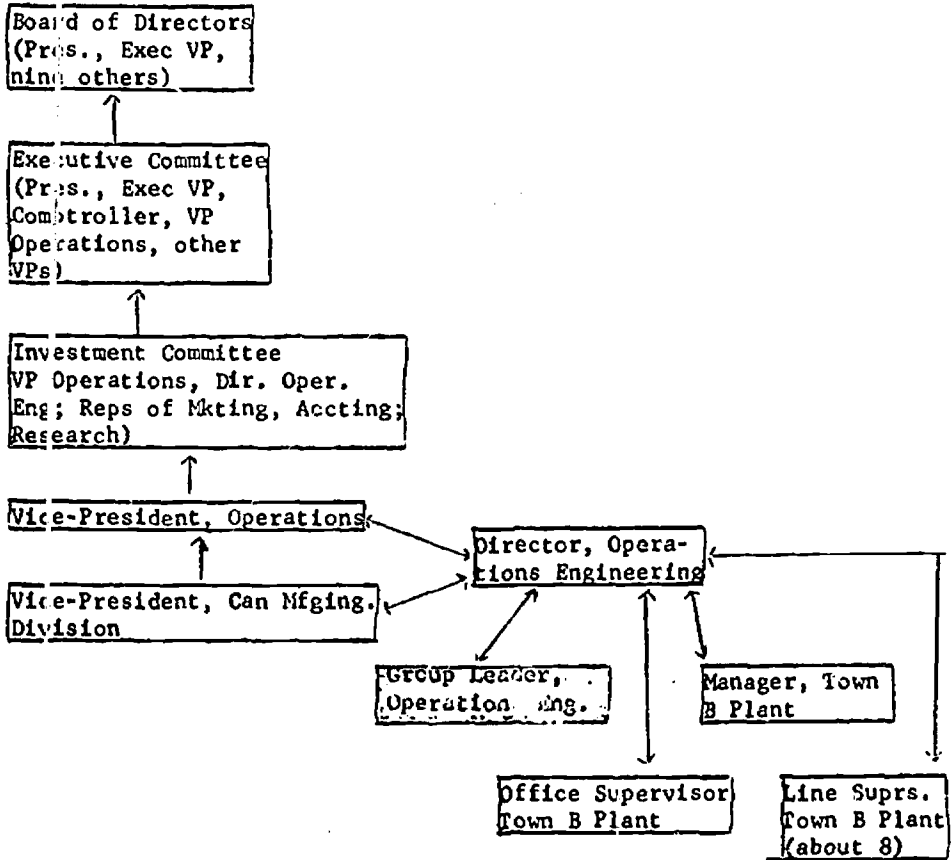 Board of Directors
(Pres., Exec VP,
nine others)
Executive Committee
(Pres., Exec VP,
Comptroller, VP
Operations, other
VPs)
Investment Committee
VP Operations, Dir. Oper.
Eng; Reps of Mkting, Accting;
Research)
Vice-President, Operations
Director, Opera-
tions Engineering
Vice-President, Can Mfging.
Division
Group Leader,
Operation Eng.
Manager, Town
B Plant
Office Supervisor
Town B Plant
Line Suprs.
Town B Plant
(about 8)